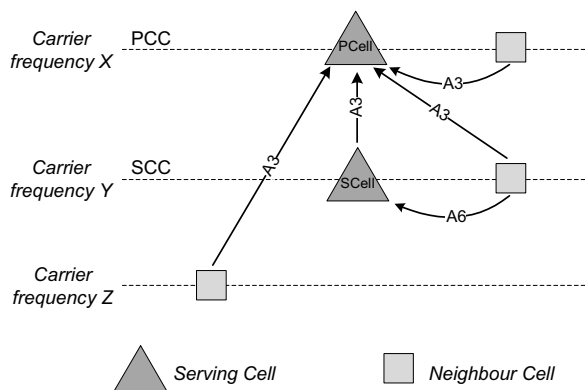 Carrier
frequency X
PCC
PCell
A3
A3
A3
A3
Carrier
frequency Y
SCC
SCell
A6
Carrier
frequency Z
Serving Cell
Neighbour Cell